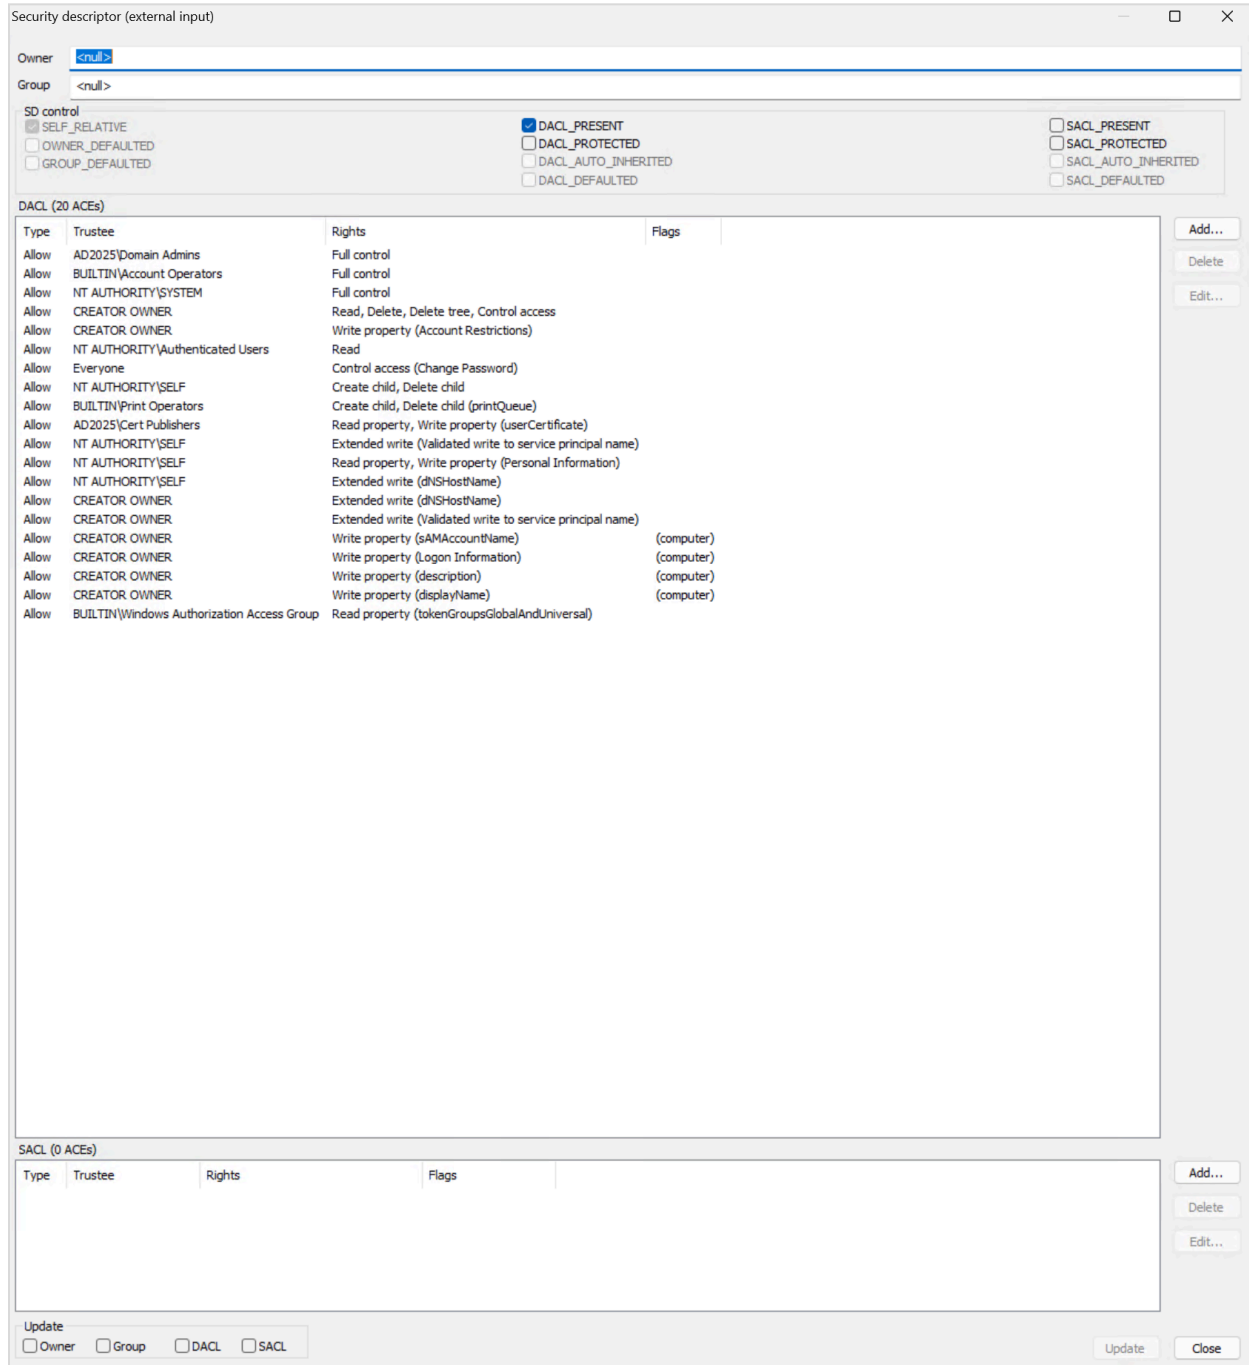 Security descriptor (external input)
Owner <null>
Group <null>
SD control
SELF_RELATIVE DACL_PRESENT SACL_PRESENT
OWNER_DEFAULTED DACL_PROTECTED SACL_PROTECTED
GROUP_DEFAULTED DACL_AUTO_INHERITED SACL_AUTO_INHERITED
DACL_DEFAULTED SACL_DEFAULTED
DACL (20 ACEs)
Type Trustee Rights Flags Add...
Allow AD2025\Domain Admins Full control
Delete
Allow BUILTIN\Account Operators Full control
Allow NT AUTHORITY\SYSTEM Full control
Edit...
Allow CREATOR OWNER Read, Delete, Delete tree, Control access
Allow CREATOR OWNER Write property (Account Restrictions)
Allow NT AUTHORITY\Authenticated Users Read
Allow Everyone Control access (Change Password)
Allow NT AUTHORITY\SELF Create child, Delete child
Allow BUILTIN\Print Operators Create child, Delete child (printQueue)
Allow AD2025\Cert Publishers Read property, Write property (userCertificate)
Allow NT AUTHORITY\SELF Extended write (Validated write to service principal name)
Allow NT AUTHORITY\SELF Read property, Write property (Personal Information)
Allow NT AUTHORITY\SELF Extended write (dNSHostName)
Allow CREATOR OWNER Extended write (dNSHostName)
Allow CREATOR OWNER Extended write (Validated write to service principal name)
Allow CREATOR OWNER Write property (sAMAccountName) (computer)
Allow CREATOR OWNER Write property (Logon Information) (computer)
Allow CREATOR OWNER Write property (description) (computer)
Allow CREATOR OWNER Write property (displayName) (computer)
Allow BUILTIN\Windows Authorization Access Group Read property (tokenGroupsGlobalAndUniversal)
SACL (0 ACEs)
Type Trustee Rights Flags Add...
Delete
Edit...
Update
Owner Group DACL SACL Update Close